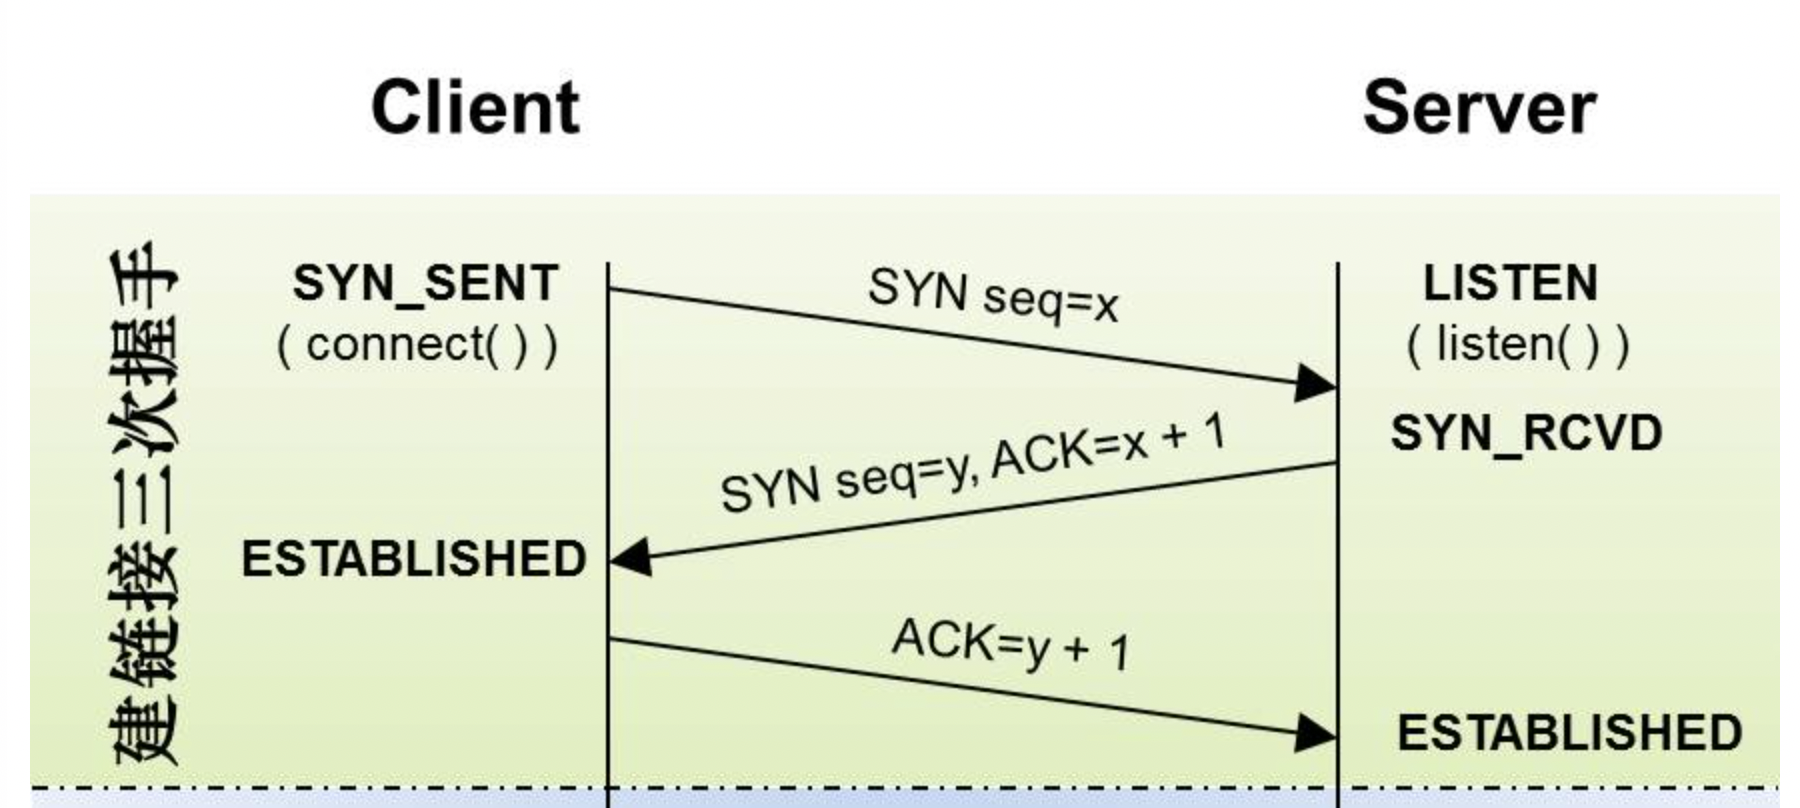 Client
Server
建链接三次握手
SYN_SENT
( connect( ) )
SYN seq=x
LISTEN
( listen( ) )
SYN_RCVD
SYN seq=y, ACK=x + 1
ESTABLISHED
ACK=y + 1
ESTABLISHED